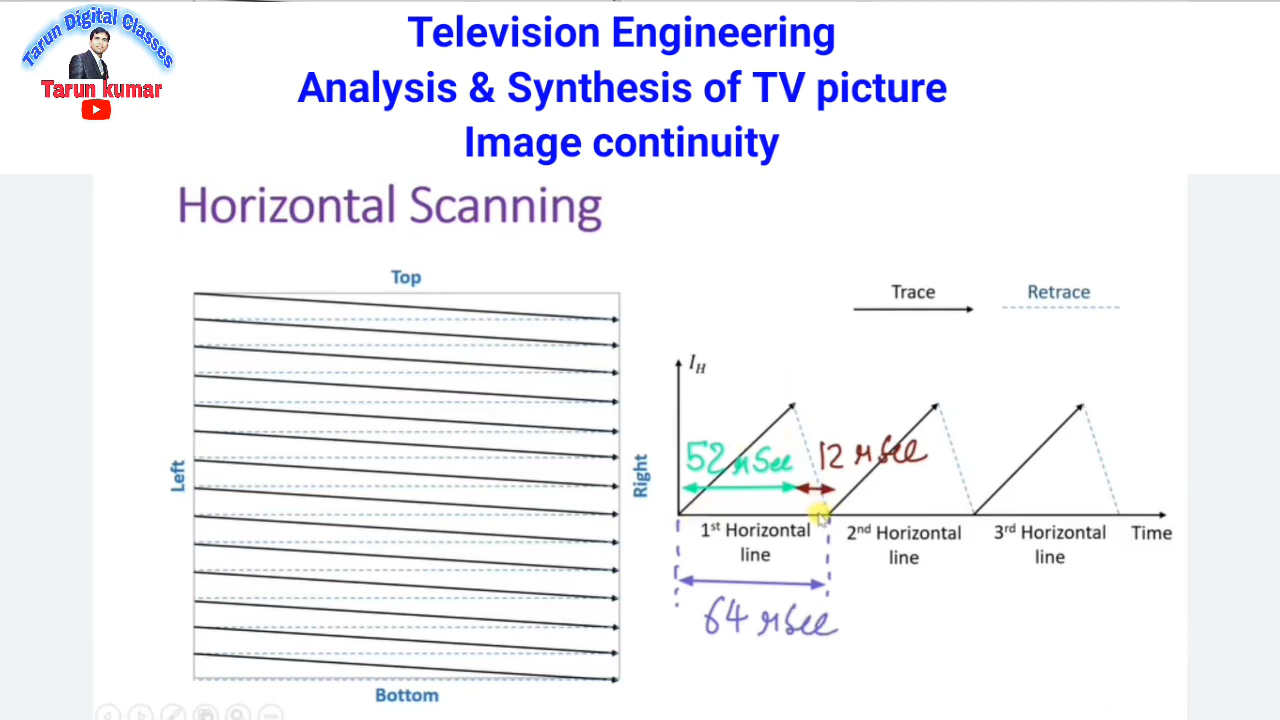 Tarun Digital Classes
Tarun kumar
Television Engineering
Analysis & Synthesis of TV picture
Image continuity
Horizontal Scanning
Top
Left
Right
Bottom
Trace
Retrace
I_H
52 μSec
12 μSec
1st Horizontal line
2nd Horizontal line
3rd Horizontal line
Time
64 μSec